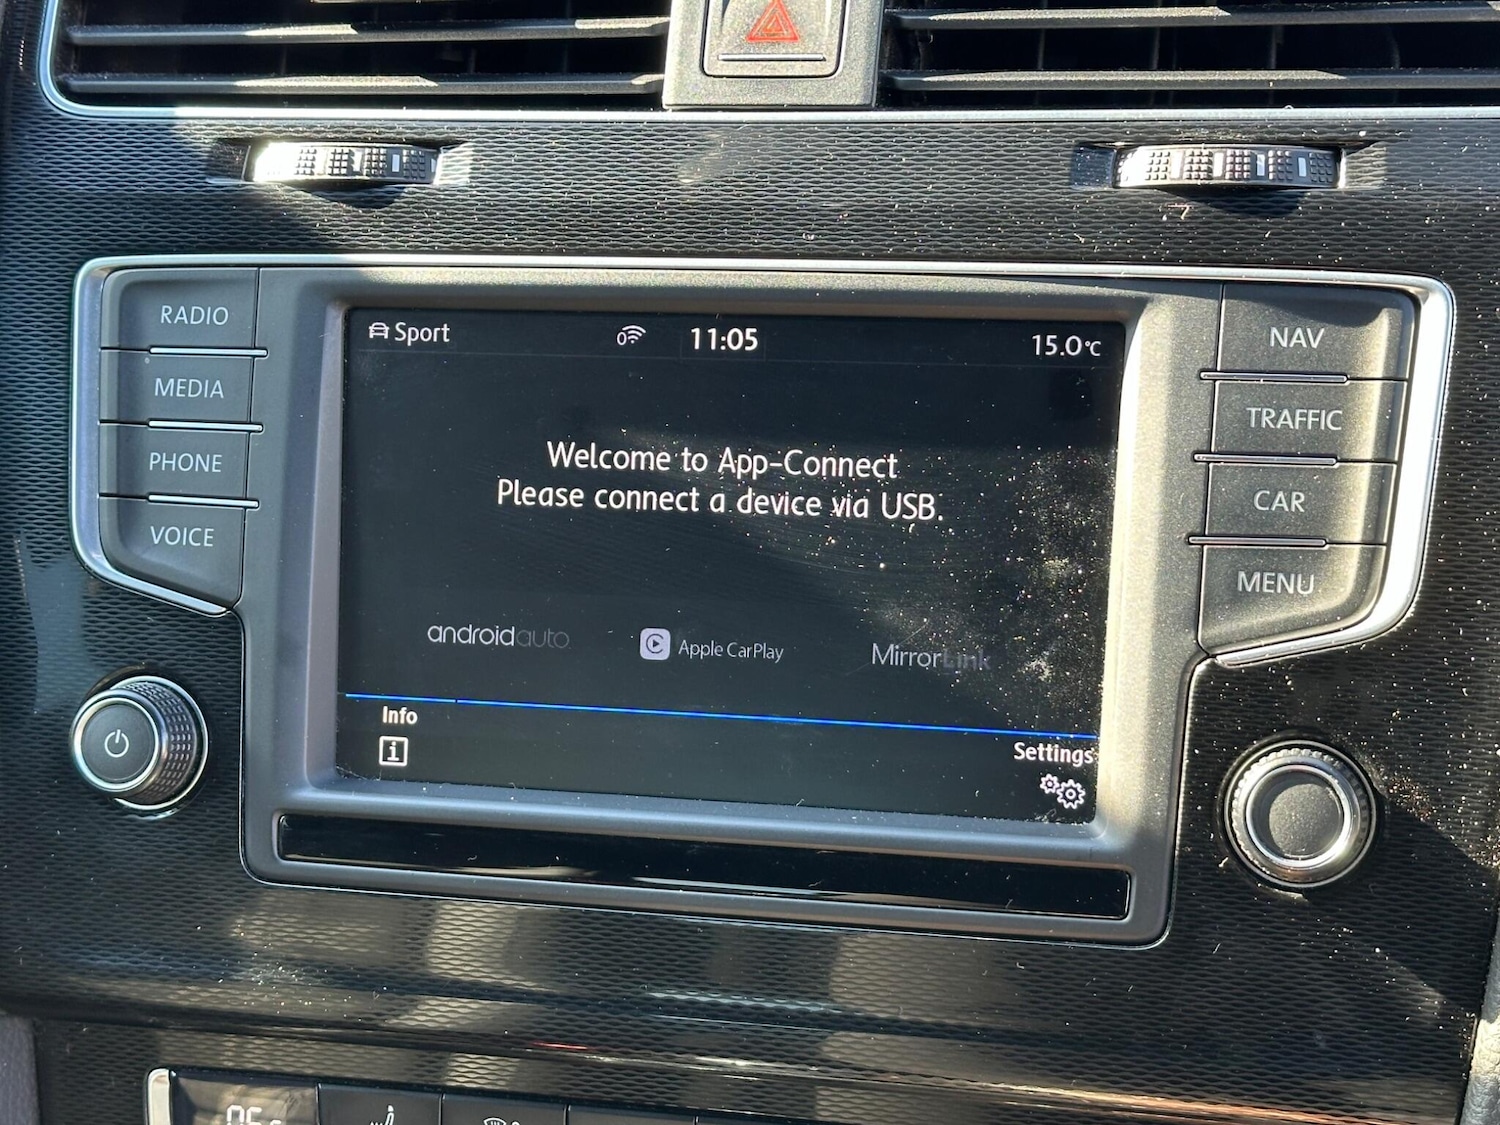 RADIO
MEDIA
PHONE
VOICE
Sport
11:05
15.0°C
Welcome to App-Connect
Please connect a device via USB.
androidauto
Apple CarPlay
MirrorLink
Info
i
Settings
NAV
TRAFFIC
CAR
MENU